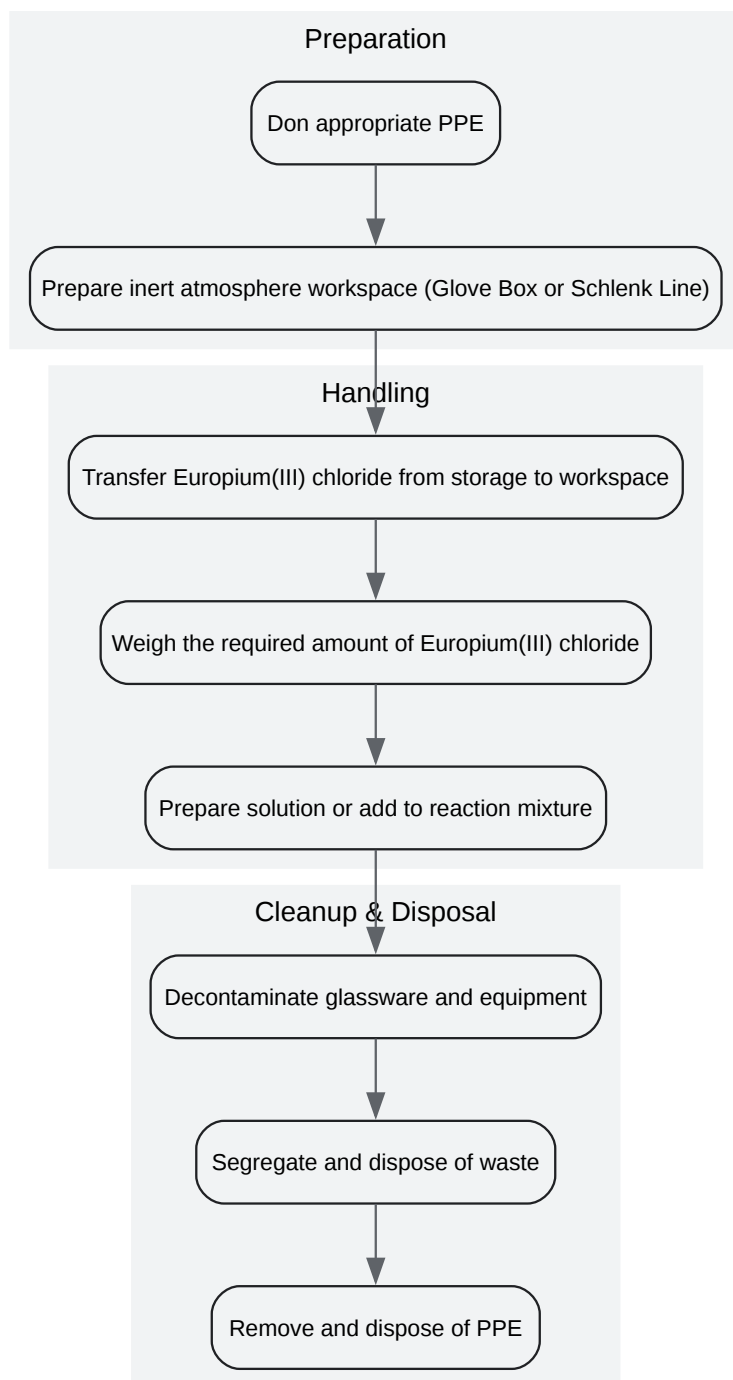 Preparation
Don appropriate PPE
Prepare inert atmosphere workspace (Glove Box or Schlenk Line)
Handling
Transfer Europium(III) chloride from storage to workspace
Weigh the required amount of Europium(III) chloride
Prepare solution or add to reaction mixture
Cleanup & Disposal
Decontaminate glassware and equipment
Segregate and dispose of waste
Remove and dispose of PPE